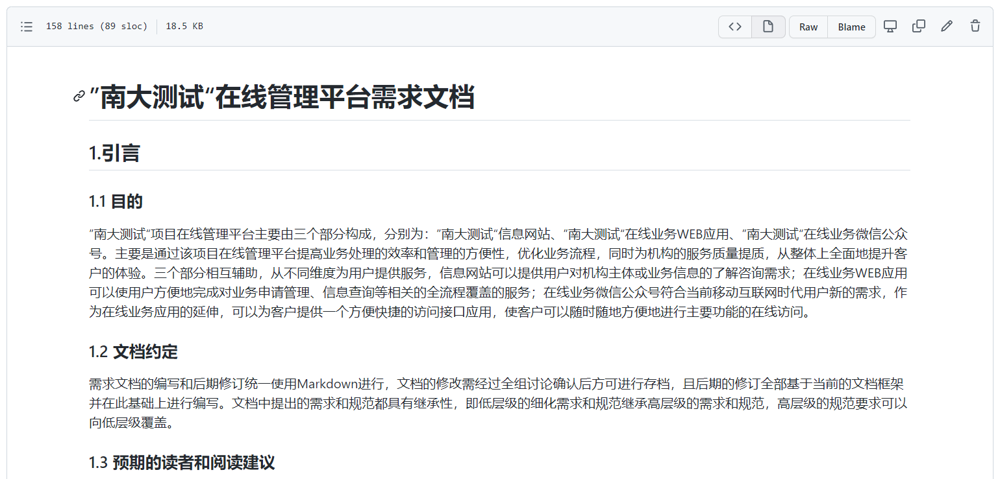 158 lines (89 sloc) 18.5 KB
Raw Blame
”南大测试“在线管理平台需求文档
1.引言
1.1 目的
”南大测试“项目在线管理平台主要由三个部分构成，分别为：”南大测试“信息网站、”南大测试“在线业务WEB应用、”南大测试“在线业务微信公众
号。主要是通过该项目在线管理平台提高业务处理的效率和管理的方便性，优化业务流程，同时为机构的服务质量提质，从整体上全面地提升客
户的体验。三个部分相互辅助，从不同维度为用户提供服务，信息网站可以提供用户对机构主体或业务信息的了解咨询需求；在线业务WEB应用
可以使用户方便地完成对业务申请管理、信息查询等相关的全流程覆盖的服务；在线业务微信公众号符合当前移动互联网时代用户新的需求，作
为在线业务应用的延伸，可以为客户提供一个方便快捷的访问接口应用，使客户可以随时随地方便地进行主要功能的在线访问。
1.2 文档约定
需求文档的编写和后期修订统一使用Markdown进行，文档的修改需经过全组讨论确认后方可进行存档，且后期的修订全部基于当前的文档框架
并在此基础上进行编写。文档中提出的需求和规范都具有继承性，即低层级的细化需求和规范继承高层级的需求和规范，高层级的规范要求可以
向低层级覆盖。
1.3 预期的读者和阅读建议